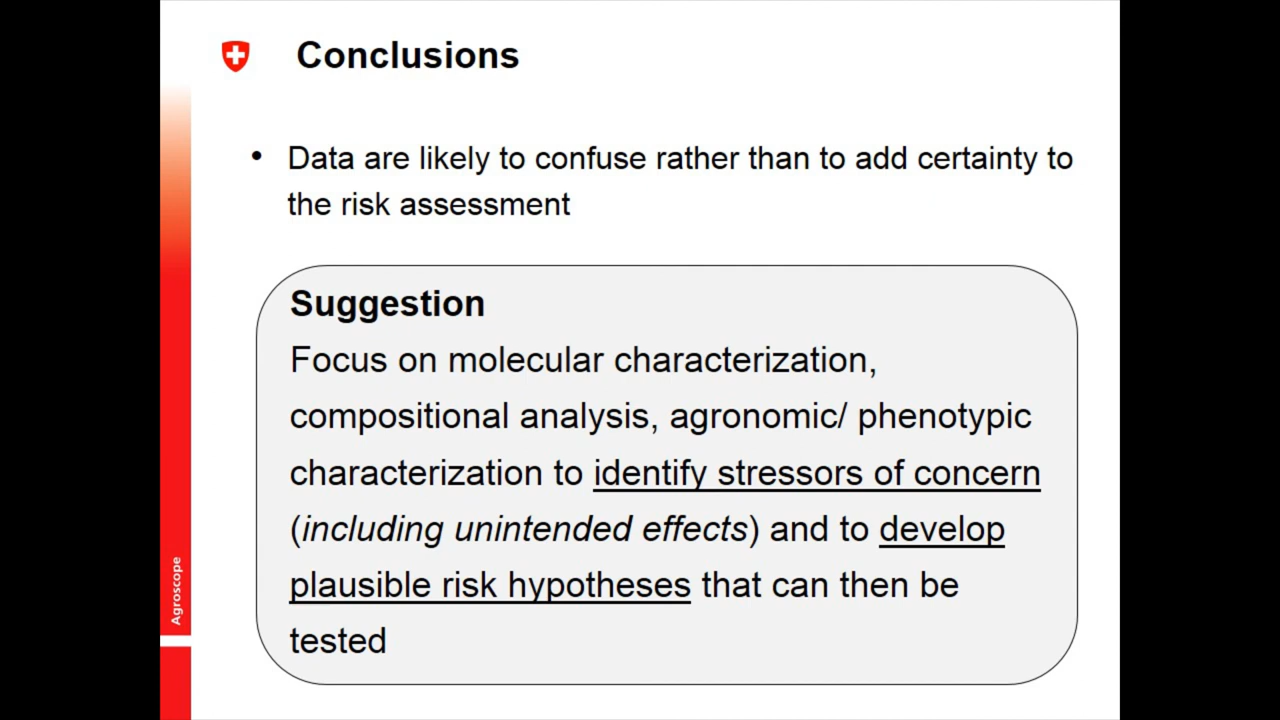 Conclusions
• Data are likely to confuse rather than to add certainty to
the risk assessment
Suggestion
Focus on molecular characterization,
compositional analysis, agronomic/ phenotypic
characterization to identify stressors of concern
(including unintended effects) and to develop
plausible risk hypotheses that can then be
tested
Agroscope